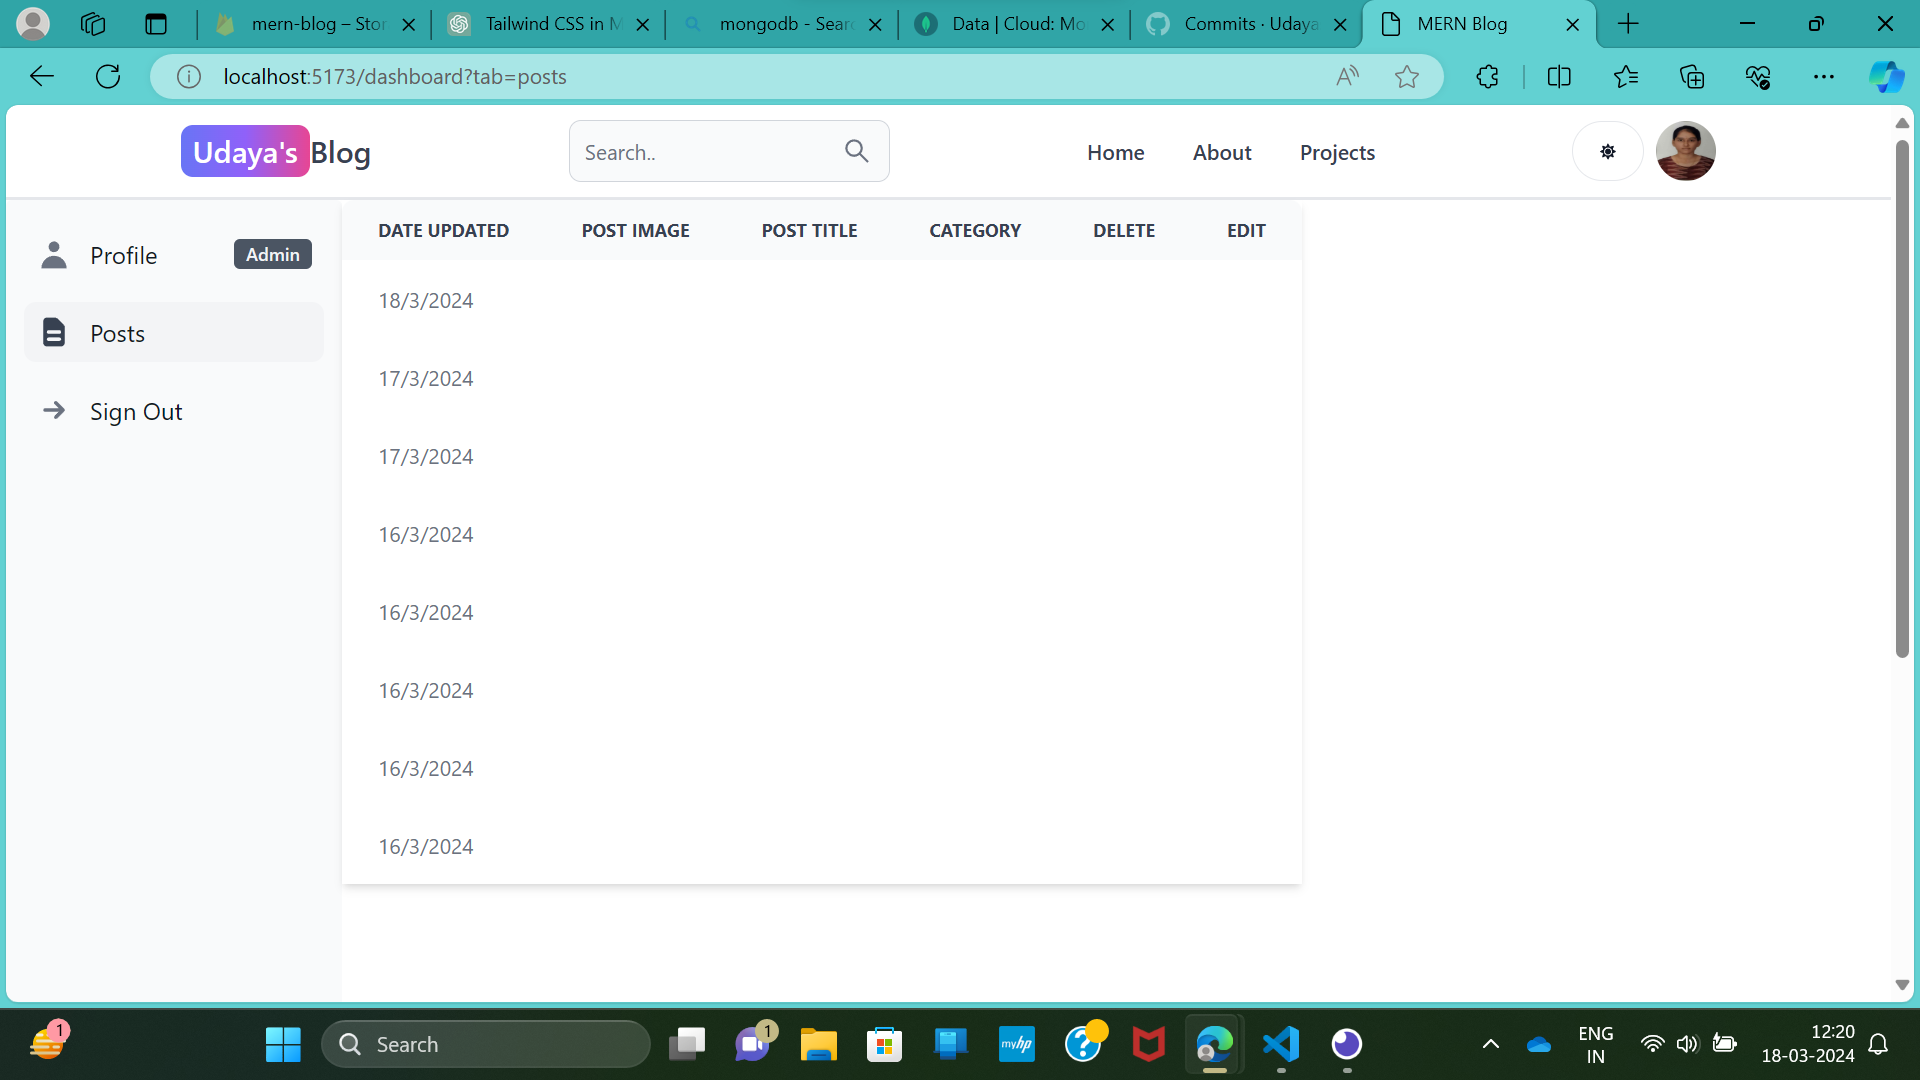 mern-blog – Stor
Tailwind CSS in M
mongodb - Searc
Data | Cloud: Mo
Commits · Udaya
MERN Blog
localhost:5173/dashboard?tab=posts
Udaya's Blog
Search..
Home
About
Projects
Profile
Admin
Posts
Sign Out
DATE UPDATED POST IMAGE POST TITLE CATEGORY DELETE EDIT
18/3/2024
17/3/2024
17/3/2024
16/3/2024
16/3/2024
16/3/2024
16/3/2024
16/3/2024
1
Search
1
myhp
ENG
IN
12:20
18-03-2024